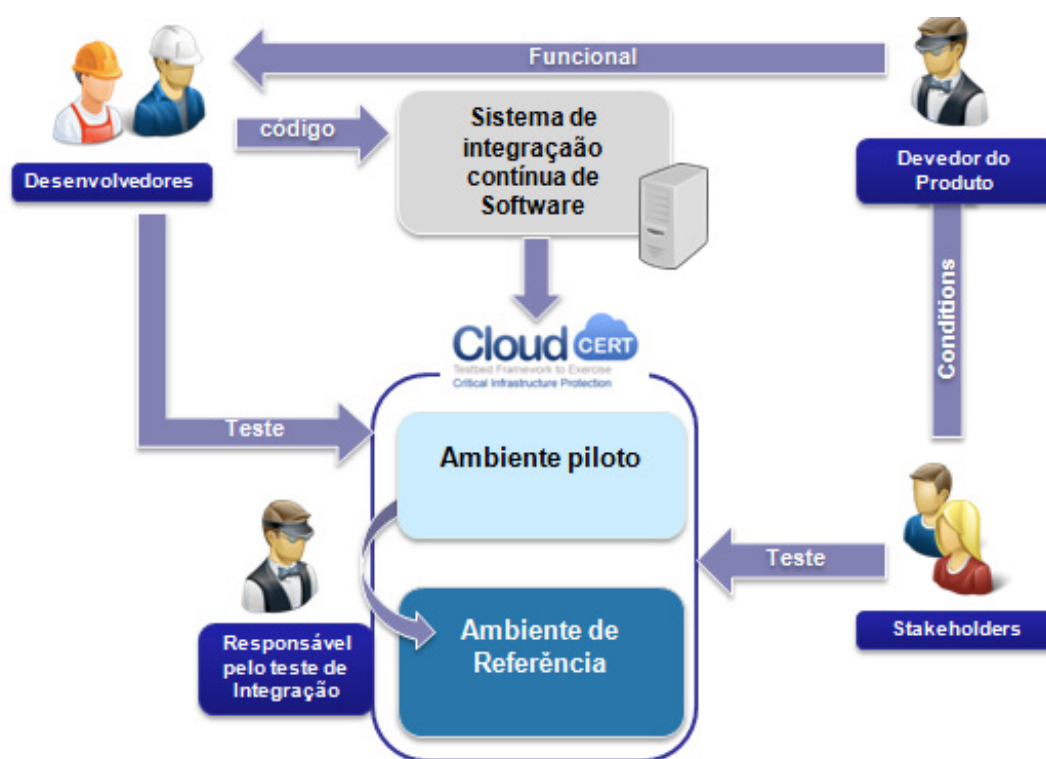 Funcional
código
Sistema de
integraçaão
contínua de
Software
Desenvolvedores
Devedor do
Produto
Conditions
Cloud CERT
Testbed Framework to Exercise
Critical Infrastructure Protection
Teste
Ambiente piloto
Teste
Responsável
pelo teste de
Integração
Ambiente de
Referência
Stakeholders